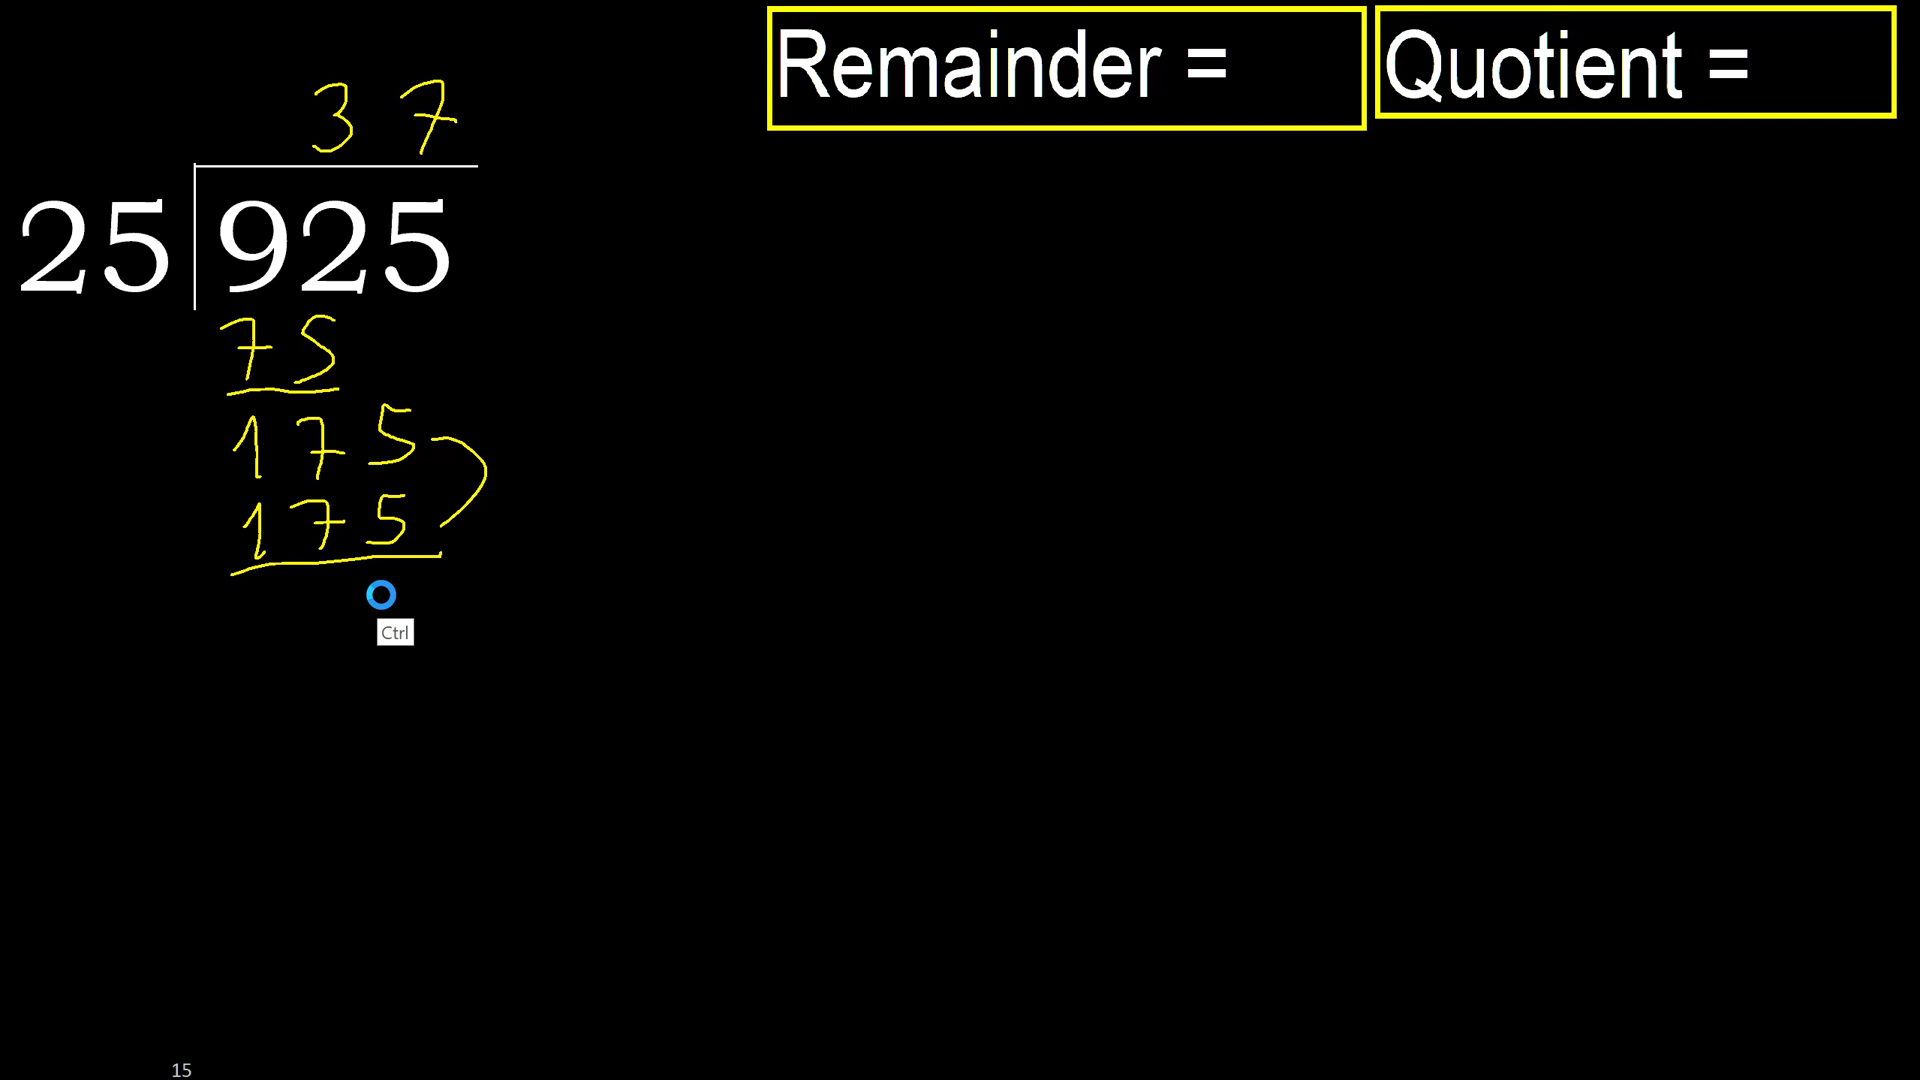 Remainder =
Quotient =
3 7
25 925
75
175
175
Ctrl
15